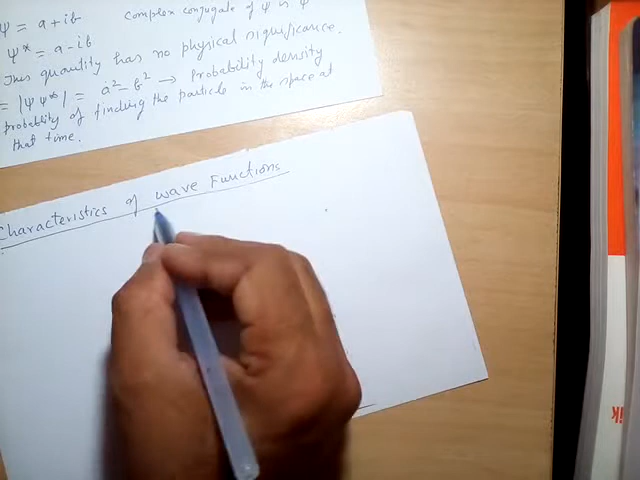 ψ = a + ib Complex conjugate of ψ is ψ
ψ* = a - ib
This quantity has no physical significance.
= |ψ ψ*| = a² - b² → Probability density
probability of finding the particle in the space at
that time.
Characteristics of wave Functions
ik